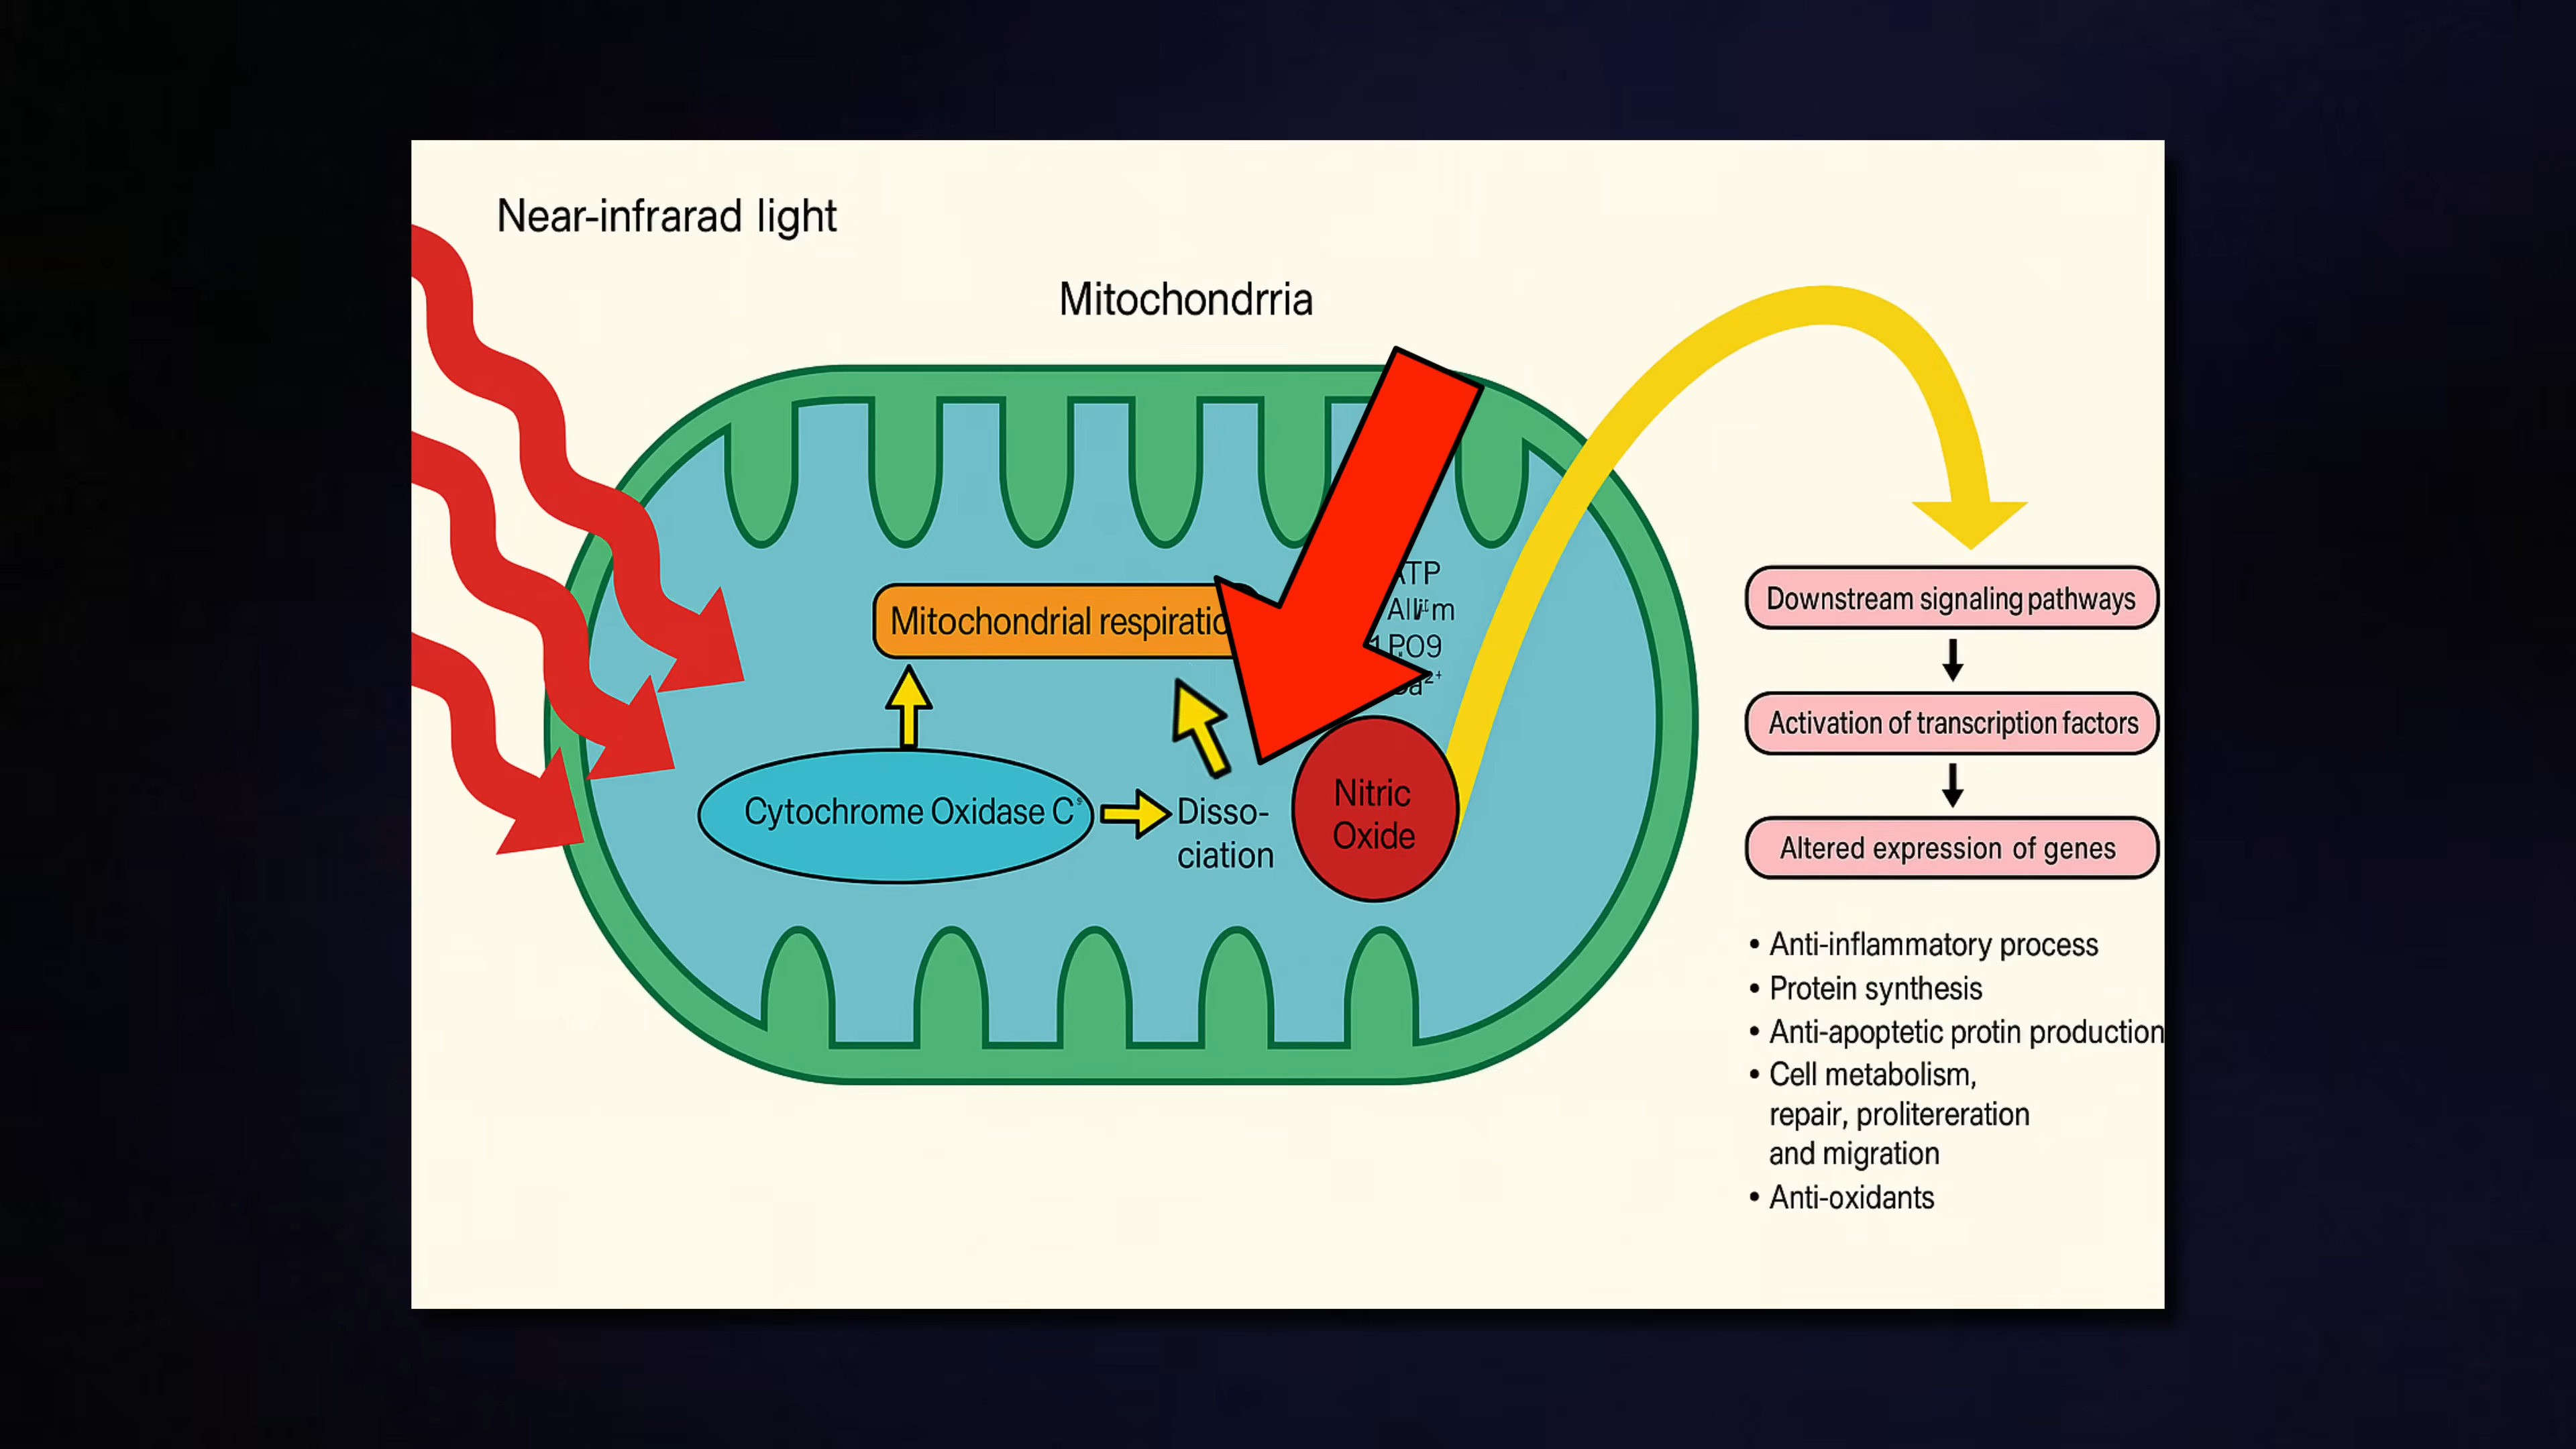 Near-infrarad light
Mitochondrria
Mitochondrial respiratio
ATP
PO9
Cytochrome Oxidase C
Disso-
ciation
Nitric
Oxide
Downstream signaling pathways
Activation of transcription factors
Altered expression of genes
• Anti-inflammatory process
• Protein synthesis
• Anti-apoptetic protin production
• Cell metabolism,
repair, prolitereration
and migration
• Anti-oxidants